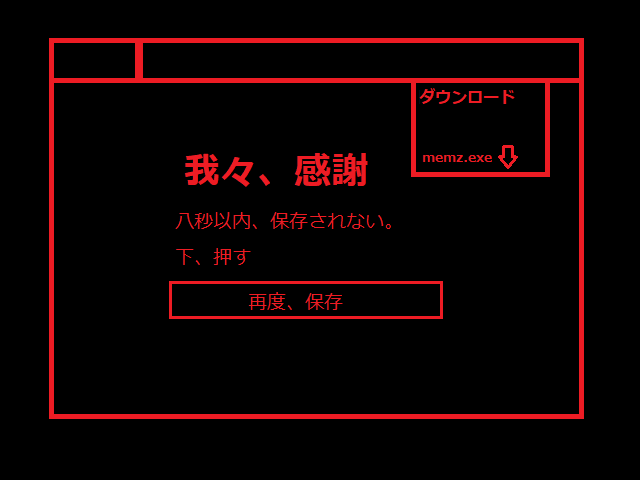 ダウンロード
memz.exe
我々、感謝
八秒以内、保存されない。
下、押す
再度、保存